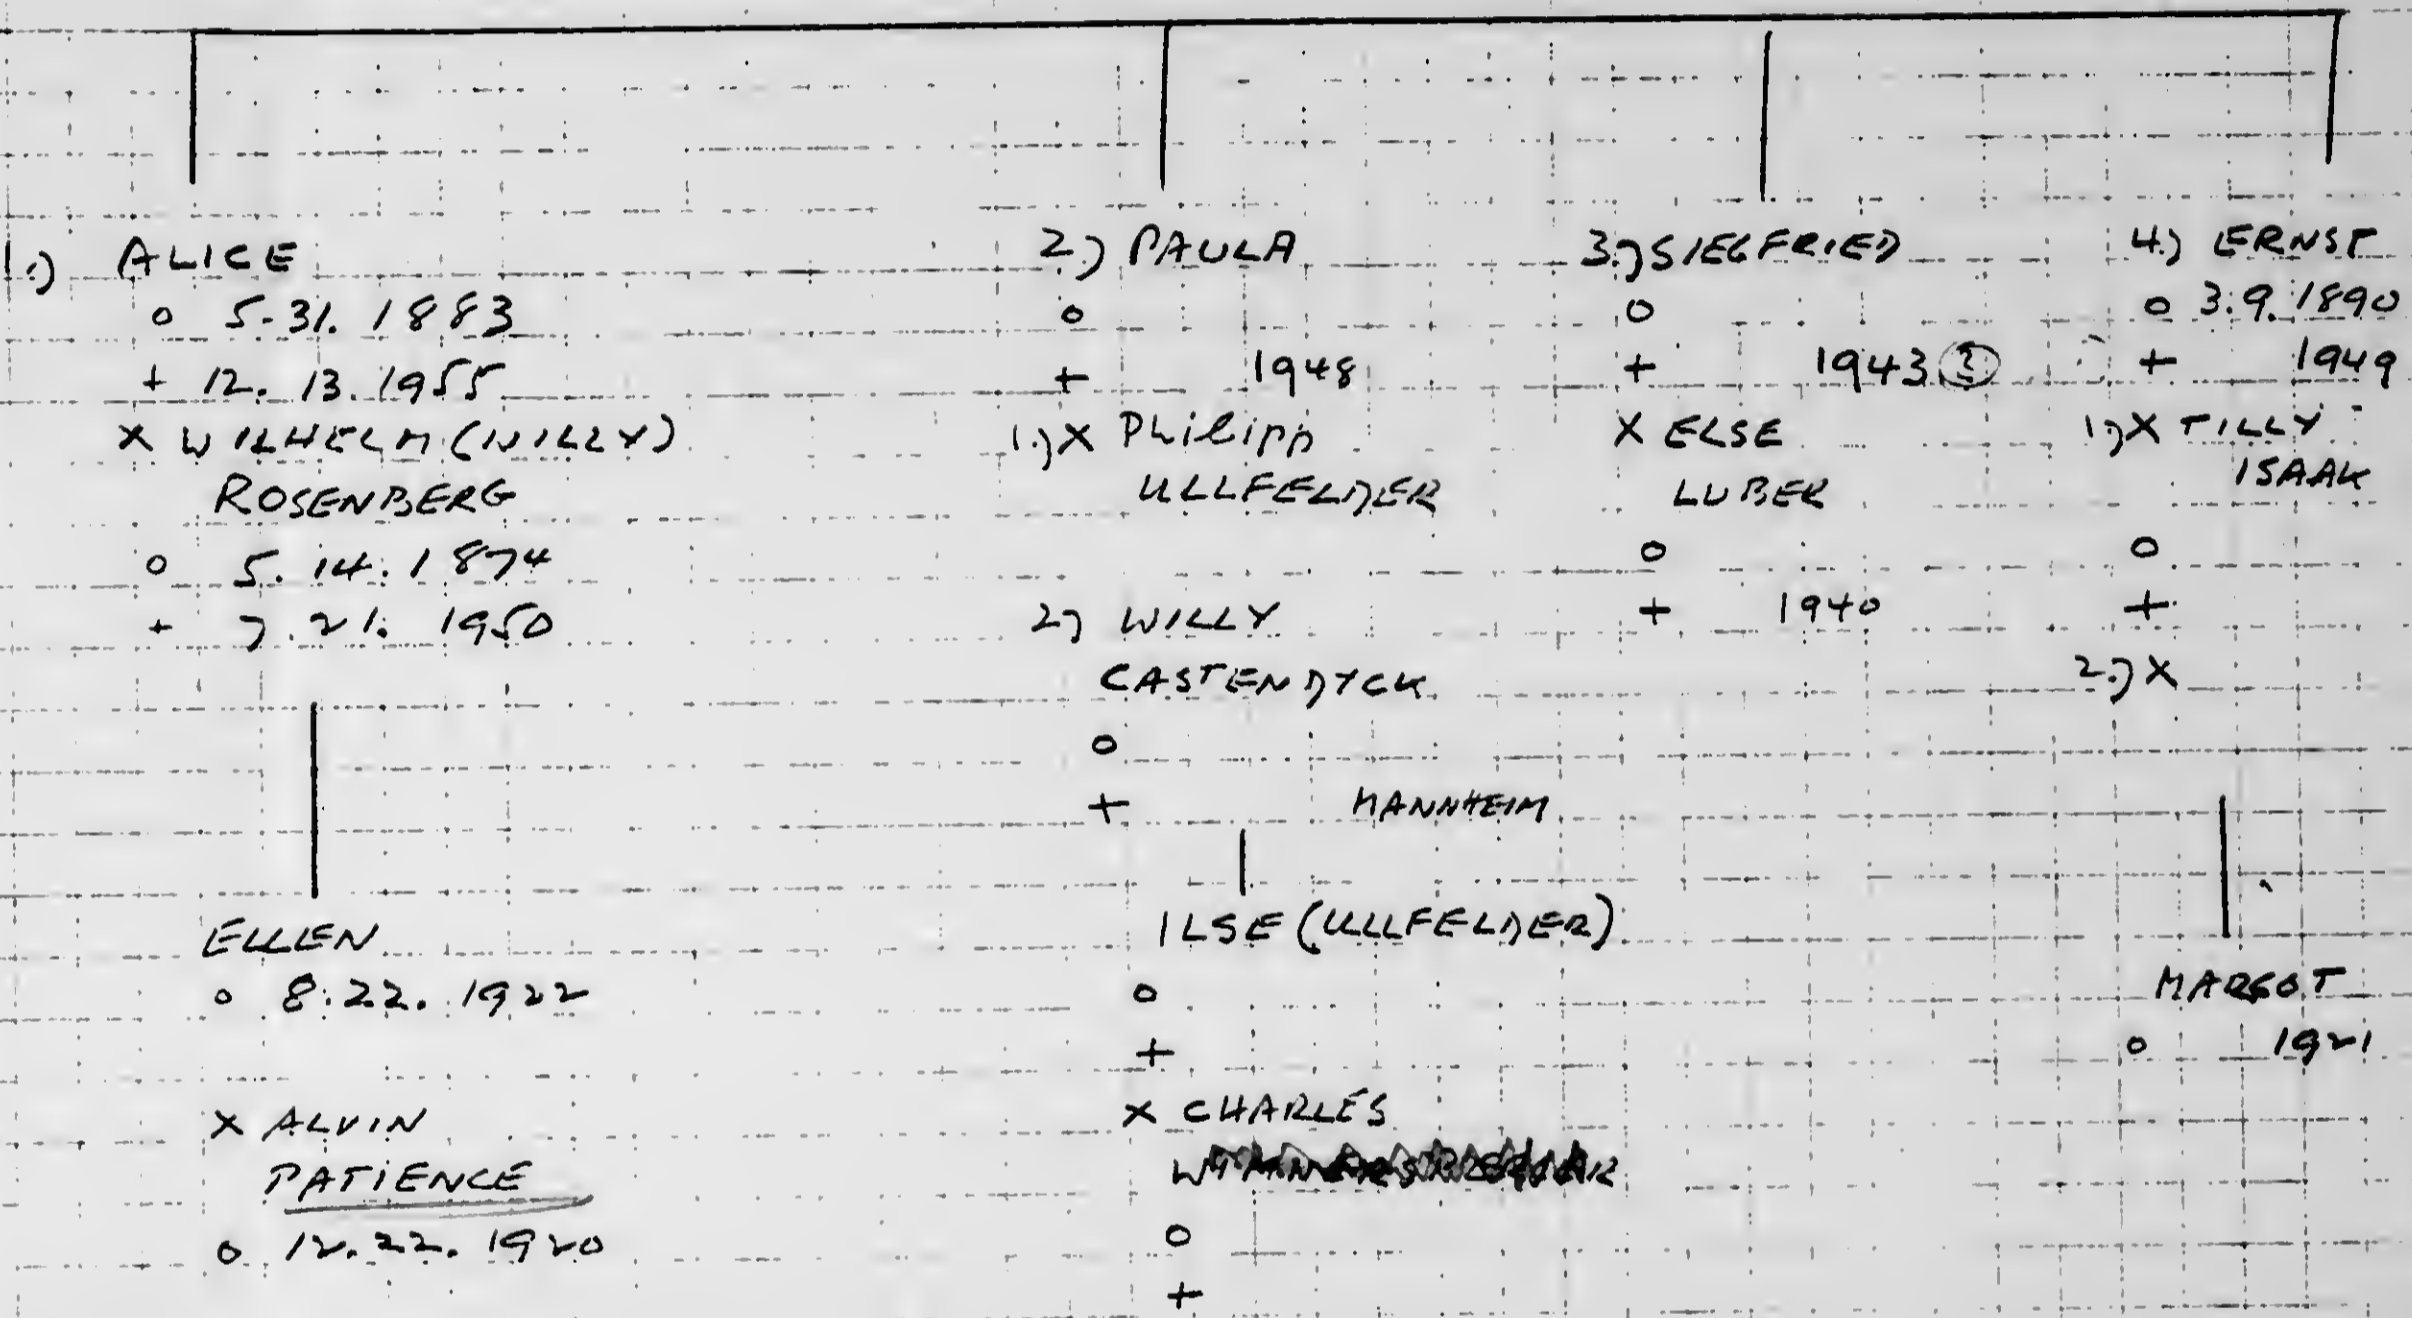 1.) ALICE
o 5.31.1883
+ 12.13.1955
X WILHELM (WILLY)
ROSENBERG
o 5.14.1874
+ 7.21.1950
ELLEN
o 8.22.1922
X ALVIN
PATIENCE
o 12.22.1920
2.) PAULA
o
+ 1948
1.) X Philipp
ULLFELDER
2) WILLY
CASTENDYCK
o
+ MANNHEIM
ILSE (ULLFELDER)
o
+
X CHARLES
o
+
3.) SIEGFRIED
o
+ 1943 ?
X ELSE
LUBER
o
+ 1940
4.) ERNST
o 3.9.1890
+ 1949
1.) X TILLY
ISAAK
o
+
2.) X
MARGOT
o 1921